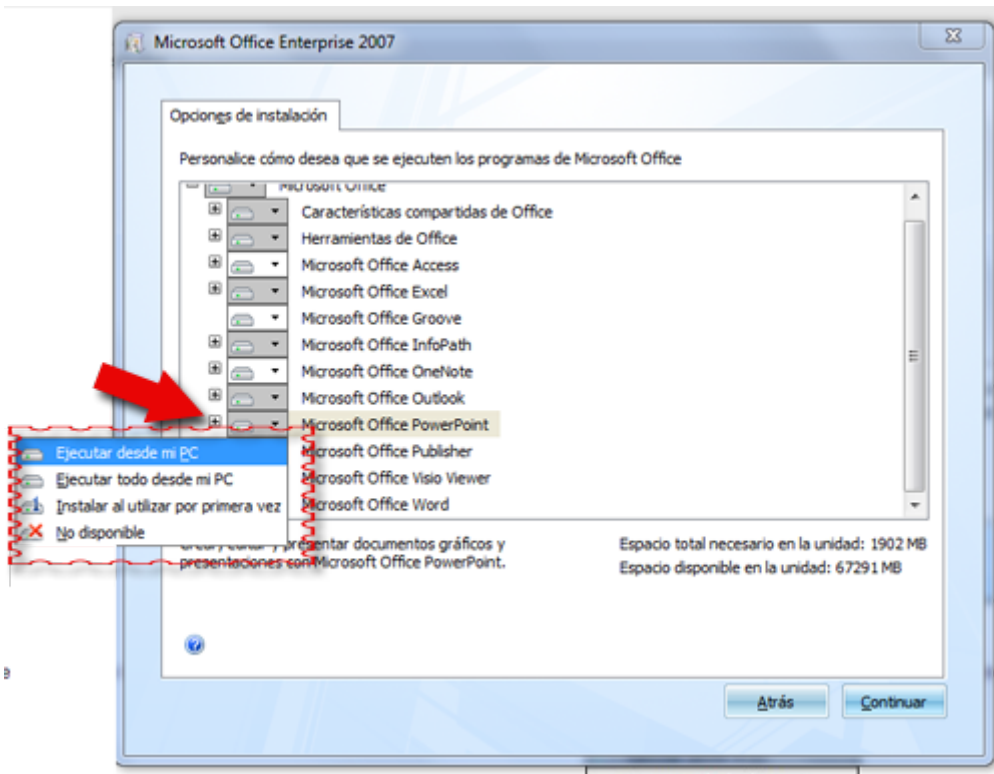 Microsoft Office Enterprise 2007
Opciones de instalación
Personalice cómo desea que se ejecuten los programas de Microsoft Office
Microsoft Office
Características compartidas de Office
Herramientas de Office
Microsoft Office Access
Microsoft Office Excel
Microsoft Office Groove
Microsoft Office InfoPath
Microsoft Office OneNote
Microsoft Office Outlook
Microsoft Office PowerPoint
Microsoft Office Publisher
Microsoft Office Visio Viewer
Microsoft Office Word
Ejecutar desde mi PC
Ejecutar todo desde mi PC
Instalar al utilizar por primera vez
No disponible
Crear, editar y presentar documentos gráficos y
presentaciones con Microsoft Office PowerPoint.
Espacio total necesario en la unidad: 1902 MB
Espacio disponible en la unidad: 67291 MB
e
Atrás
Continuar